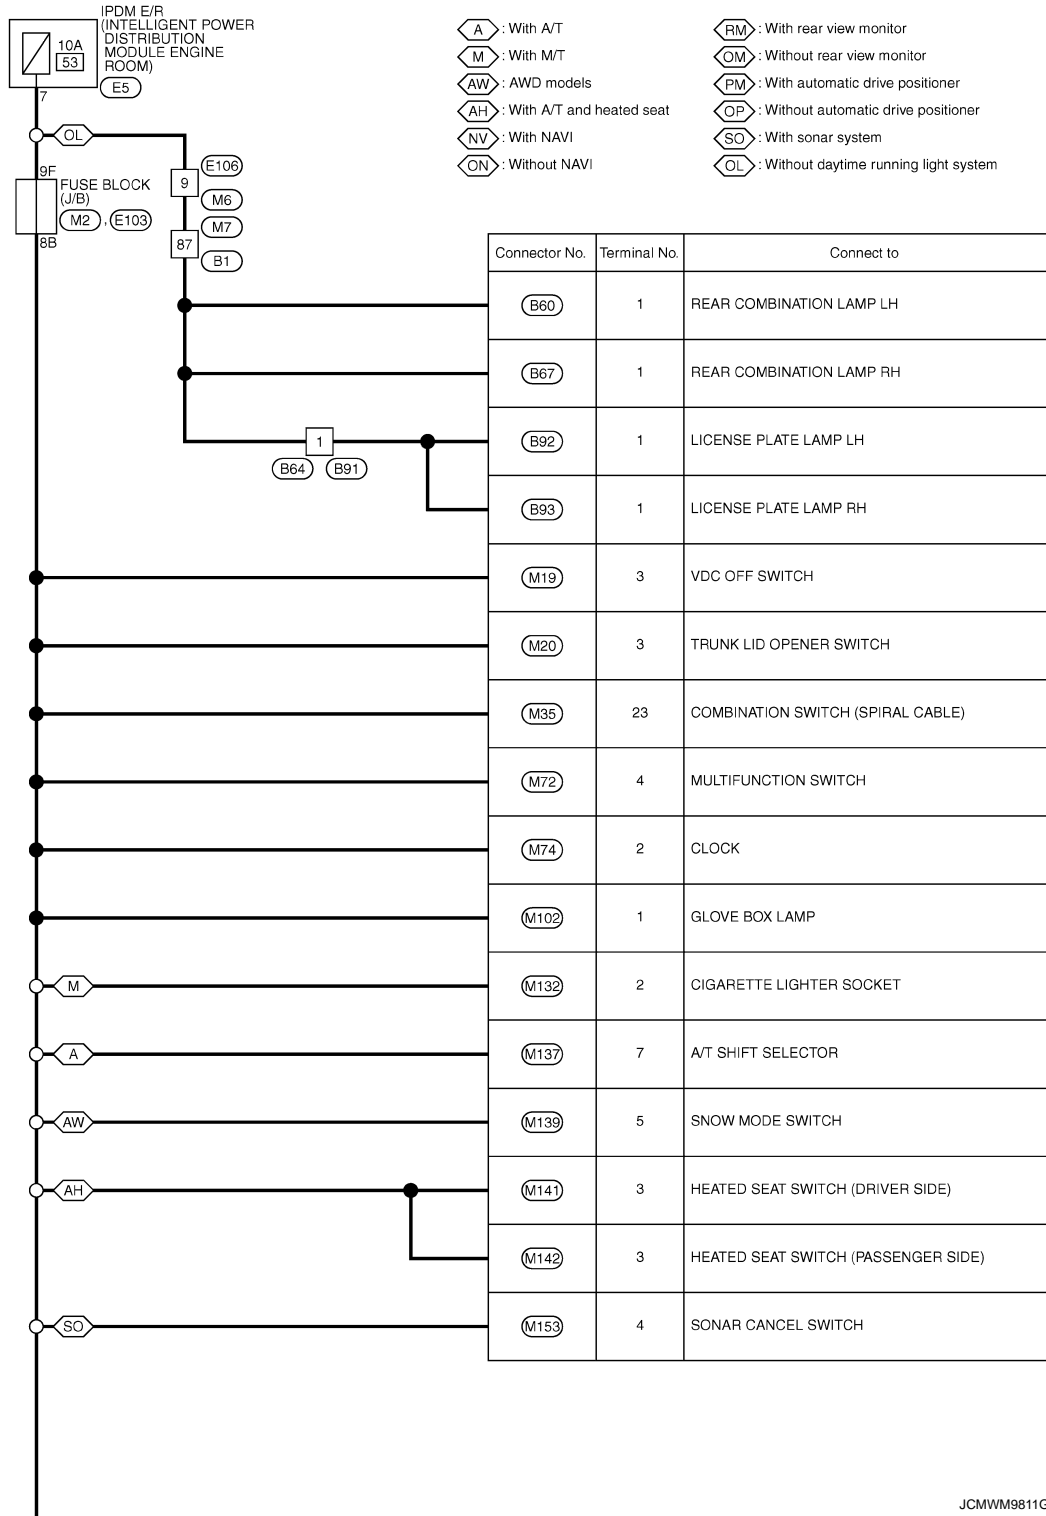 IPDM E/R
(INTELLIGENT POWER
DISTRIBUTION
MODULE ENGINE
ROOM)
10A
53
E5
7
OL
9F
FUSE BLOCK
(J/B)
M2 , E103
8B
9
E106
M6
M7
87
B1
A : With A/T
M : With M/T
AW : AWD models
AH : With A/T and heated seat
NV : With NAVI
ON : Without NAVI
RM : With rear view monitor
OM : Without rear view monitor
PM : With automatic drive positioner
OP : Without automatic drive positioner
SO : With sonar system
OL : Without daytime running light system
Connector No. Terminal No. Connect to
B60 1 REAR COMBINATION LAMP LH
B67 1 REAR COMBINATION LAMP RH
1
B64 B91
B92 1 LICENSE PLATE LAMP LH
B93 1 LICENSE PLATE LAMP RH
M19 3 VDC OFF SWITCH
M20 3 TRUNK LID OPENER SWITCH
M35 23 COMBINATION SWITCH (SPIRAL CABLE)
M72 4 MULTIFUNCTION SWITCH
M74 2 CLOCK
M102 1 GLOVE BOX LAMP
M M132 2 CIGARETTE LIGHTER SOCKET
A M137 7 A/T SHIFT SELECTOR
AW M139 5 SNOW MODE SWITCH
AH M141 3 HEATED SEAT SWITCH (DRIVER SIDE)
M142 3 HEATED SEAT SWITCH (PASSENGER SIDE)
SO M153 4 SONAR CANCEL SWITCH
JCMWM9811G